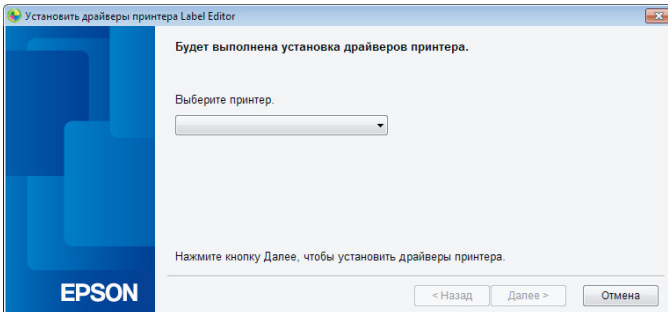 Установить драйверы принтера Label Editor
Будет выполнена установка драйверов принтера.
Выберите принтер.
Нажмите кнопку Далее, чтобы установить драйверы принтера.
EPSON
< Назад
Далее >
Отмена